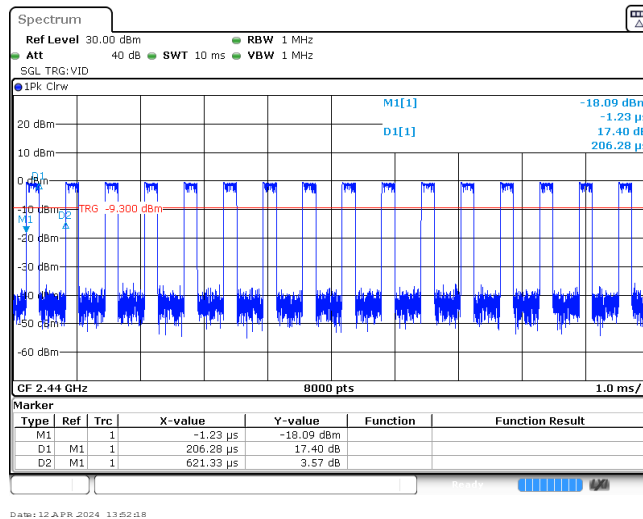 Spectrum
Ref Level 30.00 dBm RBW 1 MHz
Att 40 dB SWT 10 ms VBW 1 MHz
SGL TRG:VID
1Pk Clrw
M1[1] -18.09 dBm
-1.23 µs
20 dBm D1[1] 17.40 dB
206.28 µs
10 dBm
0 dBm
D1
-10 dBm TRG -9.300 dBm
M1 D2
-20 dBm
-30 dBm
-40 dBm
-50 dBm
-60 dBm
CF 2.44 GHz 8000 pts 1.0 ms/
Marker
Type Ref Trc X-value Y-value Function Function Result
M1 1 -1.23 µs -18.09 dBm
D1 M1 1 206.28 µs 17.40 dB
D2 M1 1 621.33 µs 3.57 dB
Ready
Date: 12.APR.2024 13:52:18